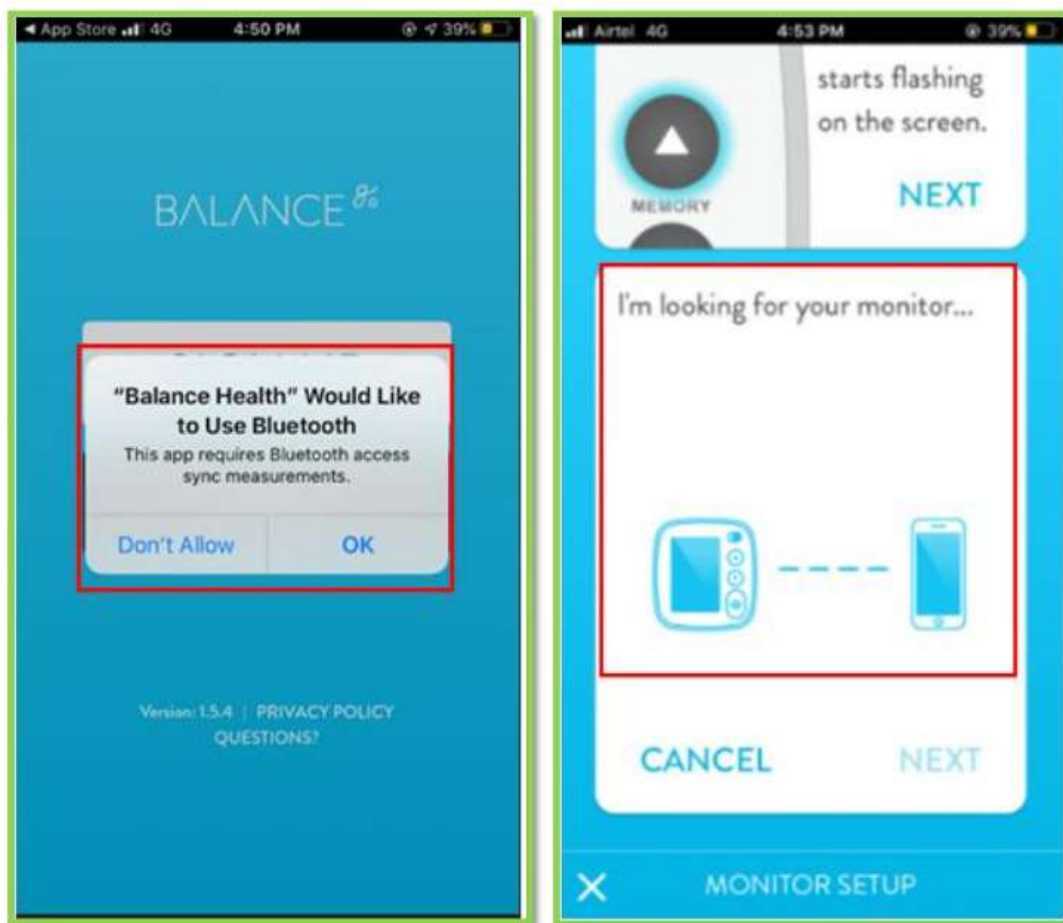 App Store 4G 4:50 PM 39%
BALANCE
"Balance Health" Would Like
to Use Bluetooth
This app requires Bluetooth access
sync measurements.
Don't Allow OK
Version: 1.5.4 | PRIVACY POLICY
QUESTIONS?
Airtel 4G 4:53 PM 39%
starts flashing
on the screen.
MEMORY
NEXT
I'm looking for your monitor...
CANCEL NEXT
MONITOR SETUP